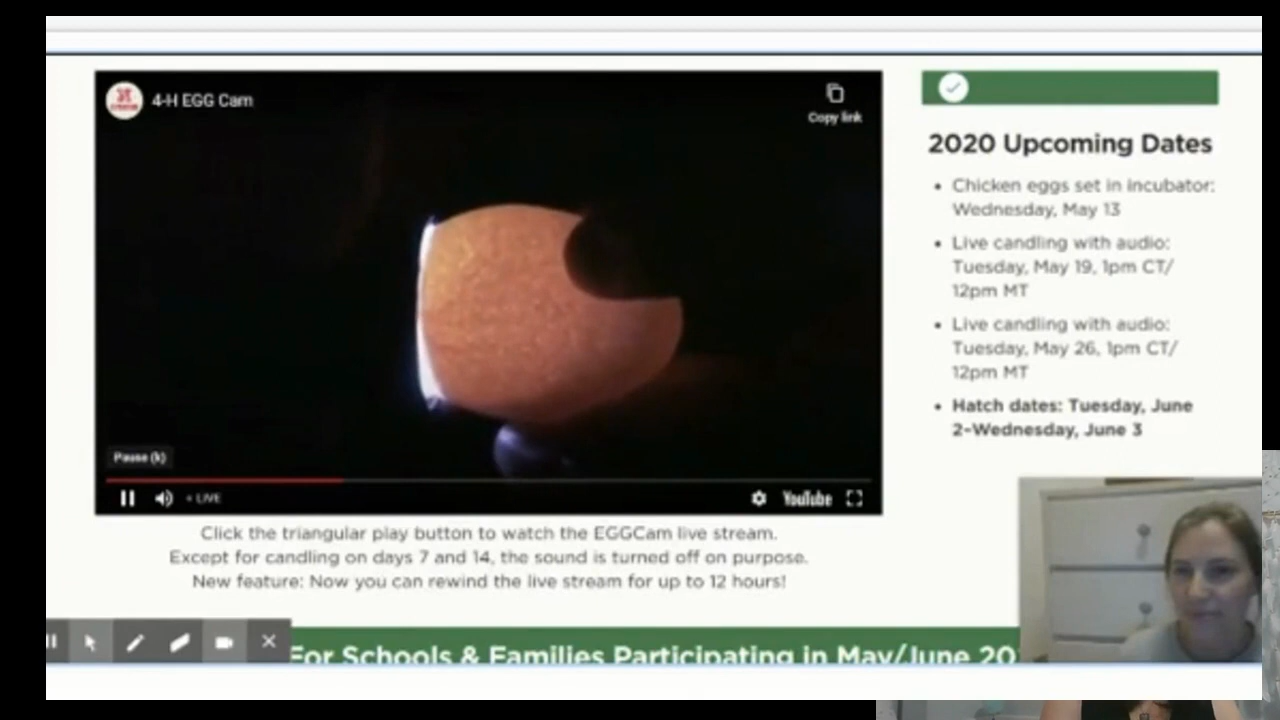 4-H EGG Cam
Copy link
Pause (k)
LIVE
YouTube
Click the triangular play button to watch the EGGCam live stream.
Except for candling on days 7 and 14, the sound is turned off on purpose.
New feature: Now you can rewind the live stream for up to 12 hours!
2020 Upcoming Dates
• Chicken eggs set in incubator:
Wednesday, May 13
• Live candling with audio:
Tuesday, May 19, 1pm CT/
12pm MT
• Live candling with audio:
Tuesday, May 26, 1pm CT/
12pm MT
• Hatch dates: Tuesday, June
2-Wednesday, June 3
For Schools & Families Participating in May/June 20